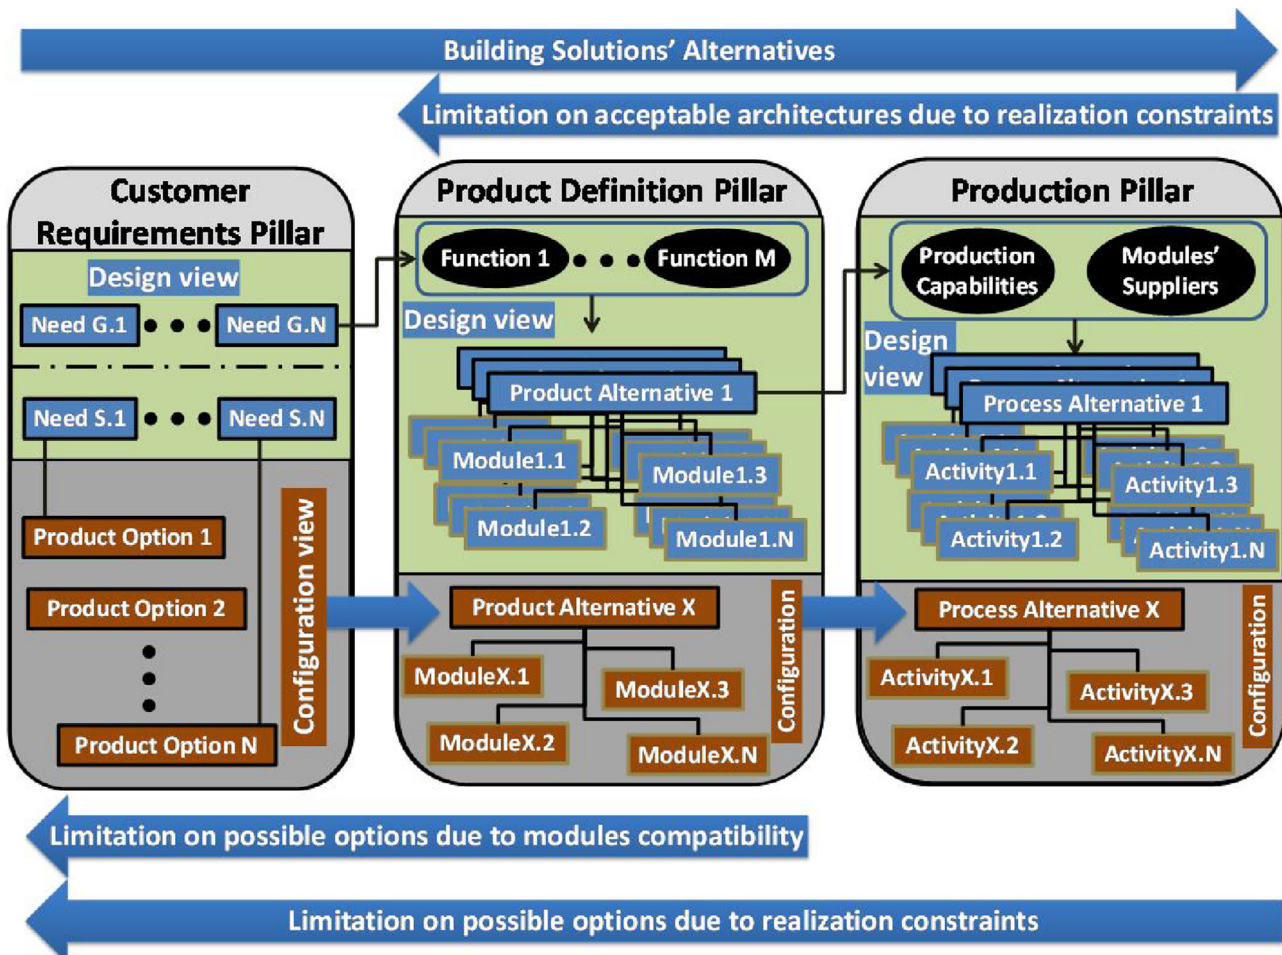 Building Solutions’ Alternatives
Limitation on acceptable architectures due to realization constraints
Customer
Requirements Pillar
Design view
Need G.1
Need G.N
Need S.1
Need S.N
Product Option 1
Product Option 2
Product Option N
Configuration view
Product Definition Pillar
Function 1
Function M
Design view
Product Alternative 1
Module1.1
Module1.3
Module1.2
Module1.N
Product Alternative X
ModuleX.1
ModuleX.3
ModuleX.2
ModuleX.N
Configuration
Production Pillar
Production
Capabilities
Modules’
Suppliers
Design
view
Process Alternative 1
Activity1.1
Activity1.3
Activity1.2
Activity1.N
Process Alternative X
ActivityX.1
ActivityX.3
ActivityX.2
ActivityX.N
Configuration
Limitation on possible options due to modules compatibility
Limitation on possible options due to realization constraints